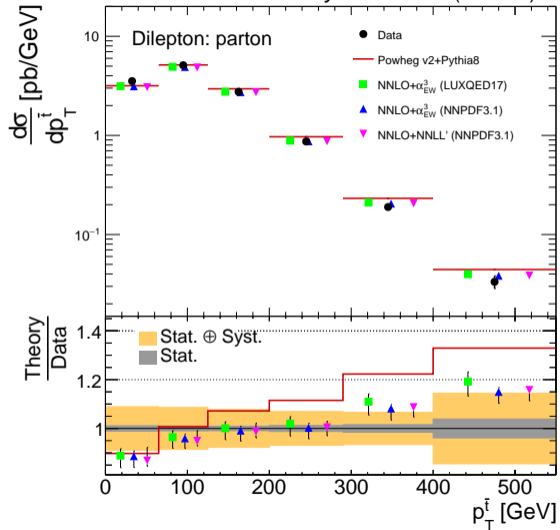 Dilepton: parton
Data
Powheg v2+Pythia8
NNLO+α³EW (LUXQED17)
NNLO+α³EW (NNPDF3.1)
NNLO+NNLL' (NNPDF3.1)
dσ/dp_T^t̄ [pb/GeV]
10
1
10⁻¹
Theory/Data
Stat. ⊕ Syst.
Stat.
1.4
1.2
1
0 100 200 300 400 500
p_T^t̄ [GeV]